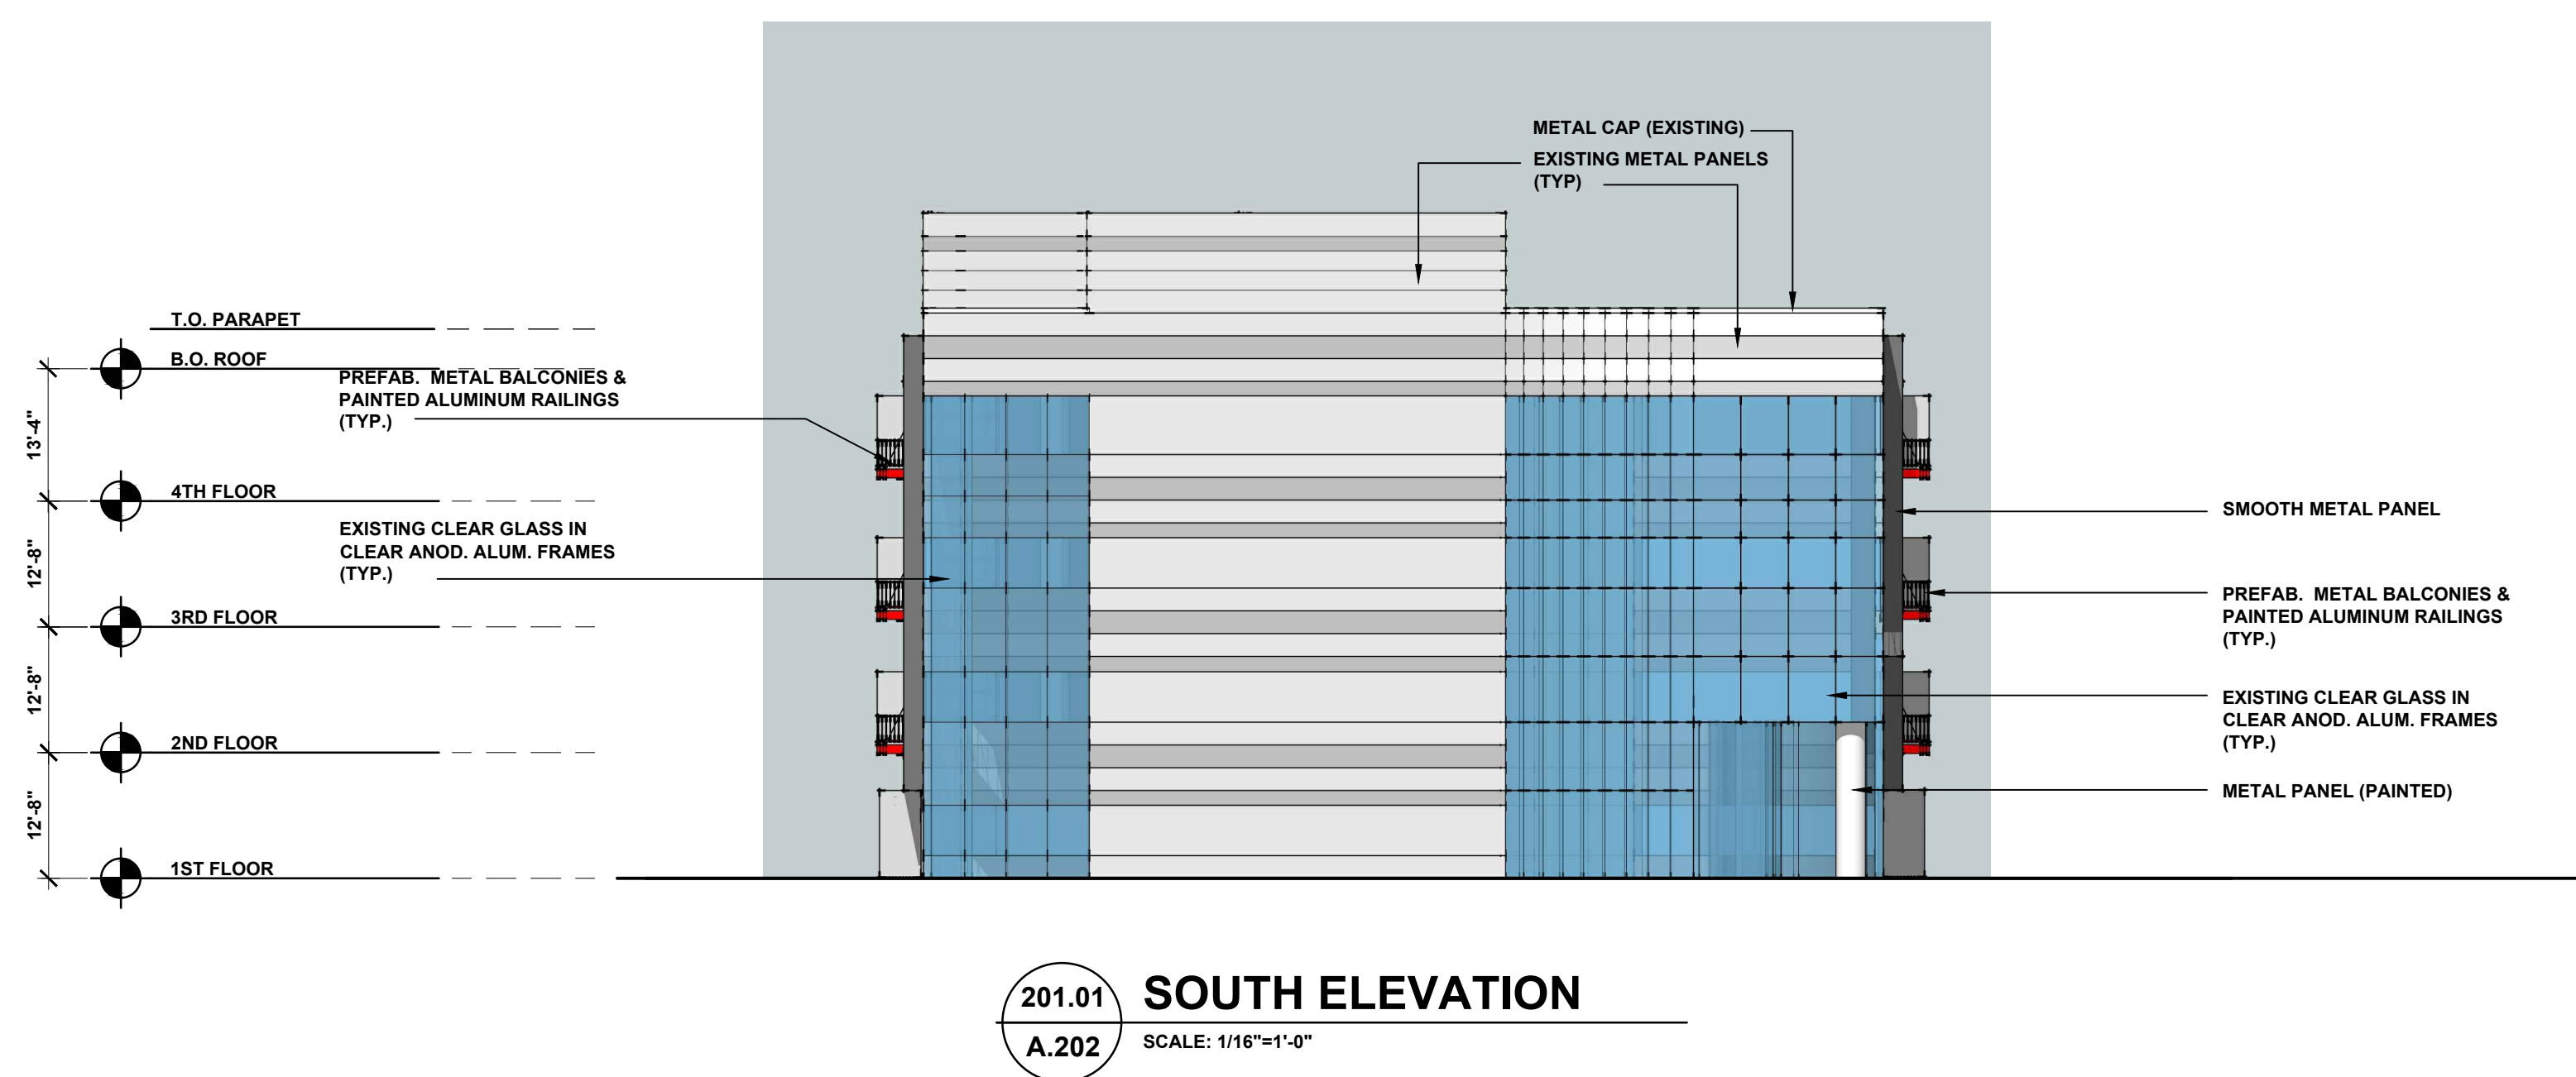 METAL CAP (EXISTING)
EXISTING METAL PANELS
(TYP)
T.O. PARAPET
B.O. ROOF
PREFAB. METAL BALCONIES &
PAINTED ALUMINUM RAILINGS
(TYP.)
13'-4"
4TH FLOOR
EXISTING CLEAR GLASS IN
CLEAR ANOD. ALUM. FRAMES
(TYP.)
12'-8"
3RD FLOOR
12'-8"
2ND FLOOR
12'-8"
1ST FLOOR
SMOOTH METAL PANEL
PREFAB. METAL BALCONIES &
PAINTED ALUMINUM RAILINGS
(TYP.)
EXISTING CLEAR GLASS IN
CLEAR ANOD. ALUM. FRAMES
(TYP.)
METAL PANEL (PAINTED)
201.01
A.202
SOUTH ELEVATION
SCALE: 1/16"=1'-0"